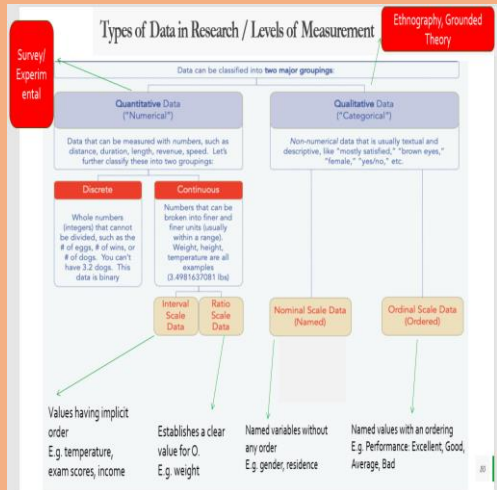 Types of Data in Research / Levels of Measurement
Survey/
Experim
ental
Ethnography, Grounded
Theory
Data can be classified into two major groupings:
Quantitative Data
("Numerical")
Qualitative Data
("Categorical")
Data that can be measured with numbers, such as
distance, duration, length, revenue, speed. Let's
further classify these into two groupings:
Non-numerical data that is usually textual and
descriptive, like "mostly satisfied," "brown eyes,"
"female," "yes/no," etc.
Discrete
Continuous
Whole numbers
(integers) that cannot
be divided, such as the
# of eggs, # of wins, or
# of dogs. You can't
have 3.2 dogs. This
data is binary
Numbers that can be
broken into finer and
finer units (usually
within a range).
Weight, height,
temperature are all
examples
(3.4981637081 lbs)
Interval
Scale
Data
Ratio
Scale
Data
Nominal Scale Data
(Named)
Ordinal Scale Data
(Ordered)
Values having implicit
order
E.g. temperature,
exam scores, income
Establishes a clear
value for O.
E.g. weight
Named variables without
any order
E.g. gender, residence
Named values with an ordering
E.g. Performance: Excellent, Good,
Average, Bad